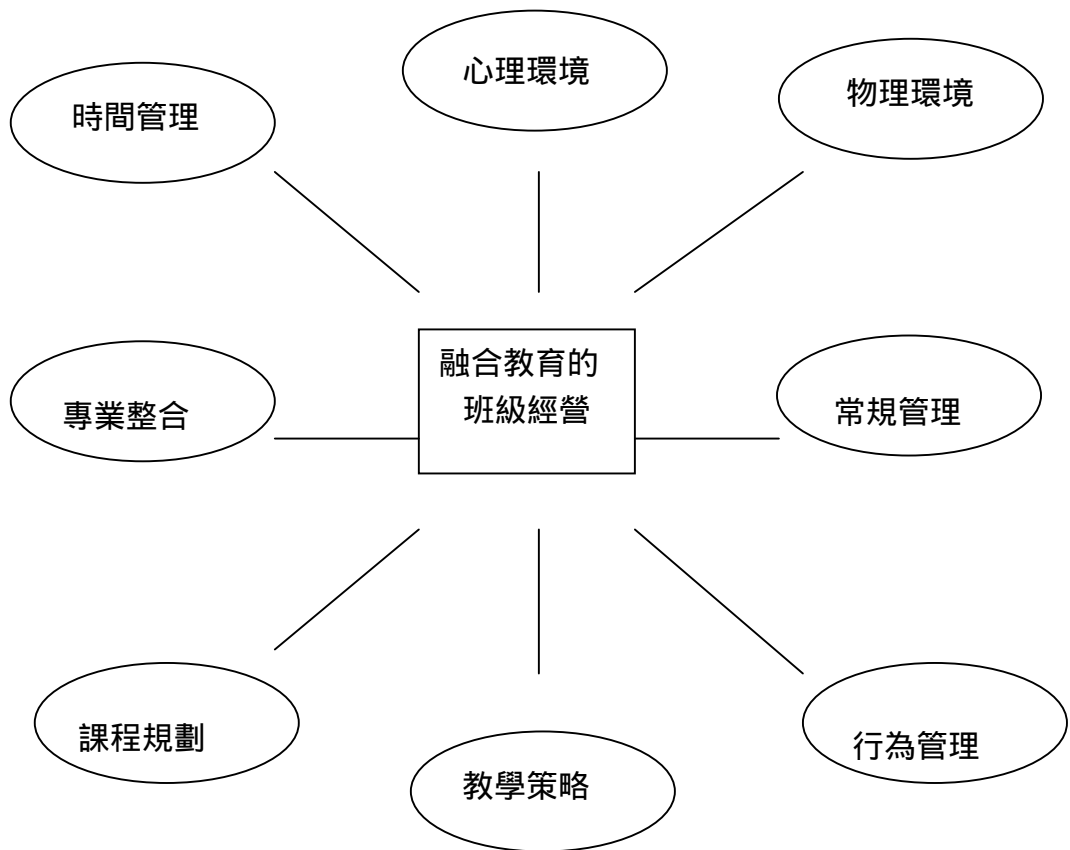 心理環境
物理環境
時間管理
融合教育的
班級經營
專業整合
常規管理
課程規劃
行為管理
教學策略